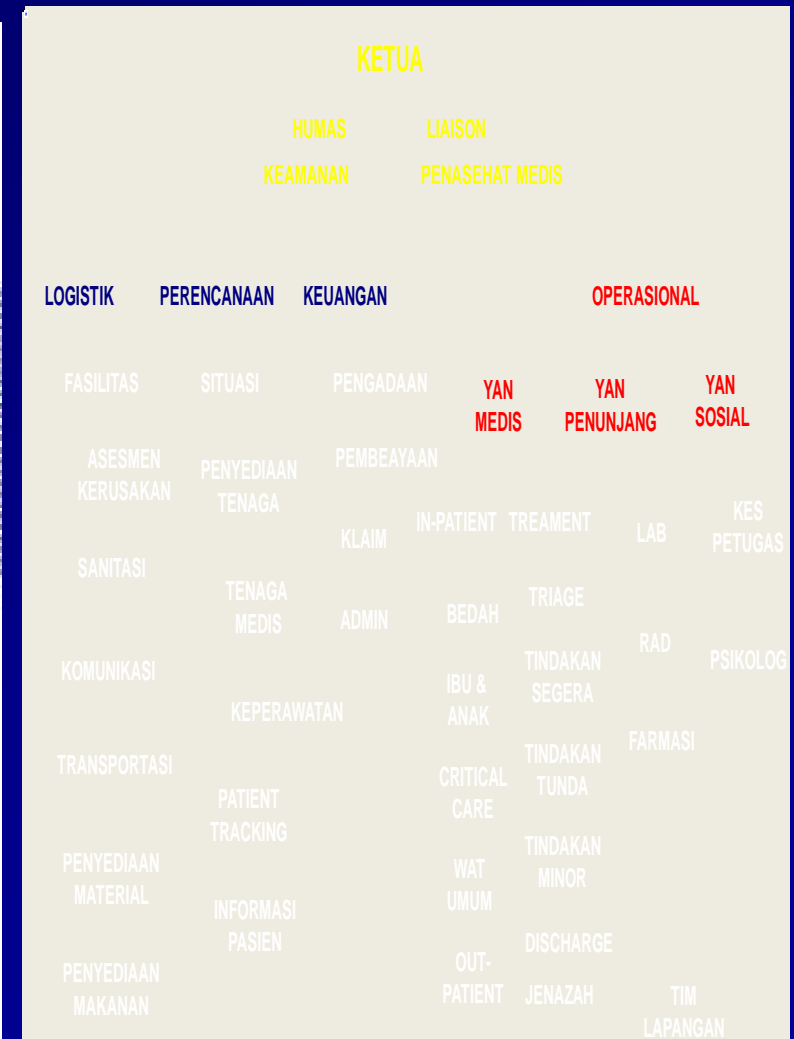 KETUA
HUMAS LIAISON
KEAMANAN PENASEHAT MEDIS
LOGISTIK PERENCANAAN KEUANGAN OPERASIONAL
FASILITAS
ASESMEN
KERUSAKAN
SANITASI
KOMUNIKASI
TRANSPORTASI
PENYEDIAAN
MATERIAL
PENYEDIAAN
MAKANAN
SITUASI
PENYEDIAAN
TENAGA
TENAGA
MEDIS
KEPERAWATAN
PATIENT
TRACKING
INFORMASI
PASIEN
PENGADAAN
PEMBEAYAAN
KLAIM
ADMIN
YAN
MEDIS
IN-PATIENT
BEDAH
IBU &
ANAK
CRITICAL
CARE
WAT
UMUM
OUT-
PATIENT
TREAMENT
TRIAGE
TINDAKAN
SEGERA
TINDAKAN
TUNDA
TINDAKAN
MINOR
DISCHARGE
JENAZAH
YAN
PENUNJANG
LAB
RAD
FARMASI
YAN
SOSIAL
KES
PETUGAS
PSIKOLOG
TIM
LAPANGAN